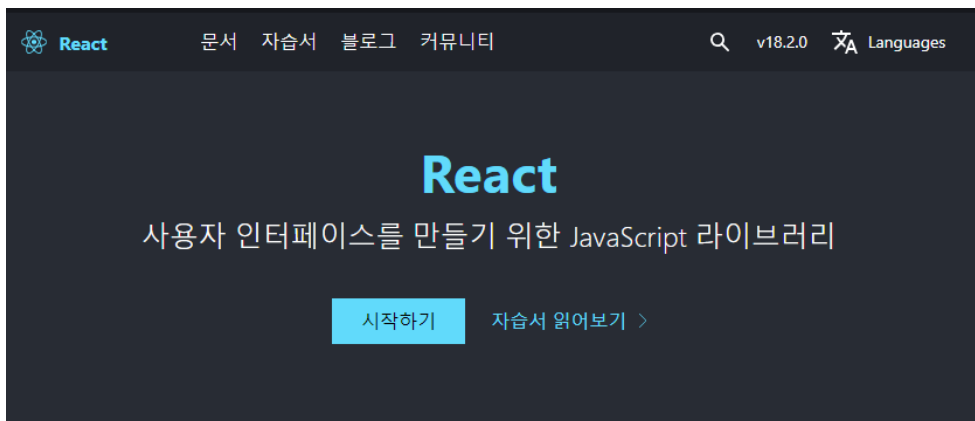 React 문서 자습서 블로그 커뮤니티 v18.2.0 Languages
React
사용자 인터페이스를 만들기 위한 JavaScript 라이브러리
시작하기 자습서 읽어보기 >